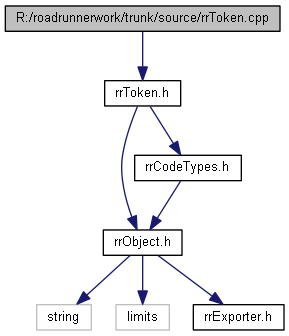 R:/roadrunnerwork/trunk/source/rrToken.cpp
rrToken.h
rrCodeTypes.h
rrObject.h
string
limits
rrExporter.h